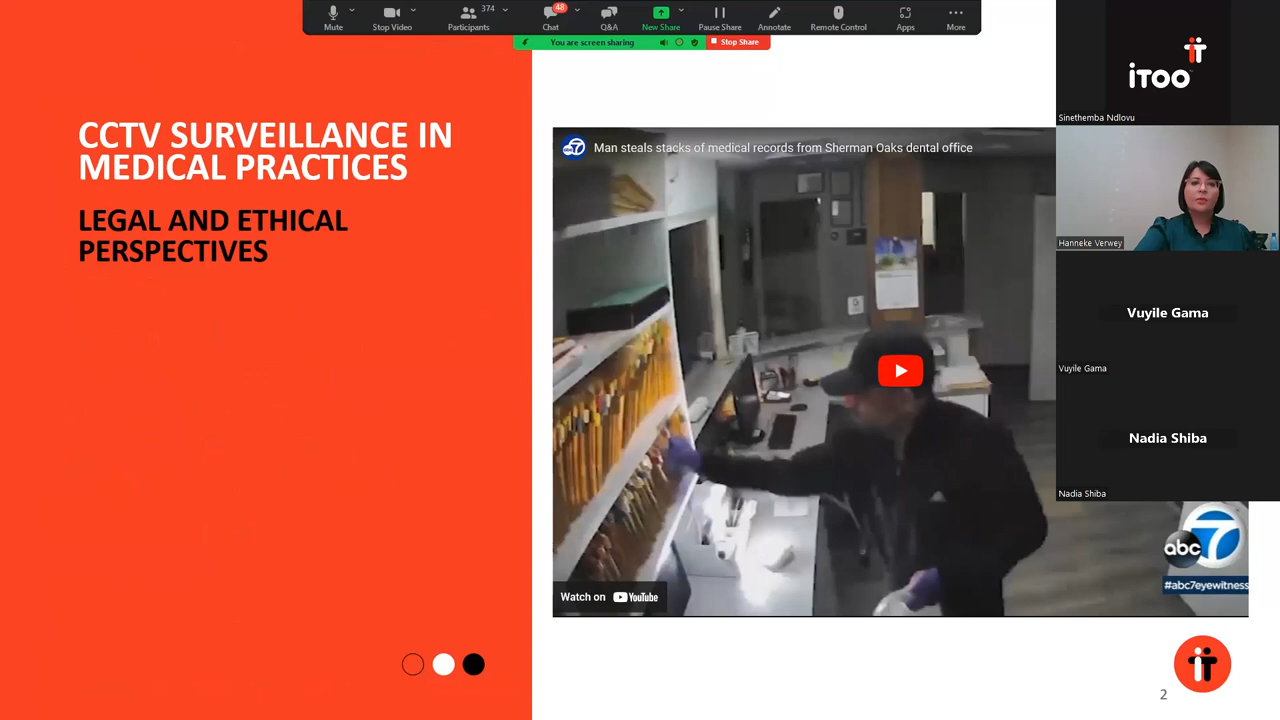 374
48
Mute
Stop Video
Participants
Chat
Q&A
New Share
Pause Share
Annotate
Remote Control
Apps
More
You are screen sharing
Stop Share
CCTV SURVEILLANCE IN
MEDICAL PRACTICES
LEGAL AND ETHICAL
PERSPECTIVES
abc7
Man steals stacks of medical records from Sherman Oaks dental office
Watch on YouTube
abc7
#abc7eyewitness
iTOO
Sinethemba Ndlovu
Hanneke Verwey
Vuyile Gama
Vuyile Gama
Nadia Shiba
Nadia Shiba
2